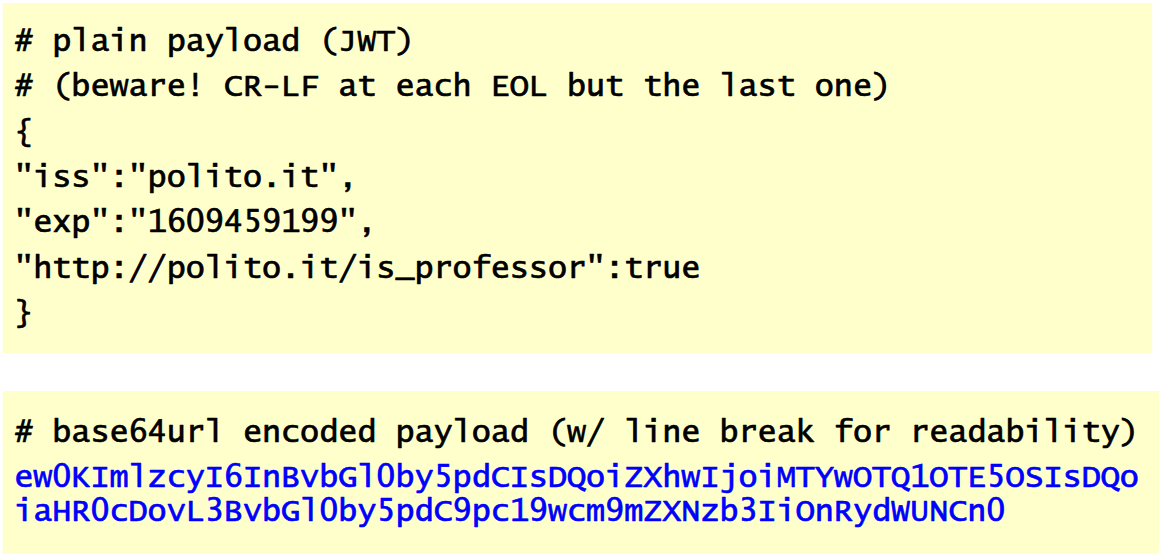 # plain payload (JWT)
# (beware! CR-LF at each EOL but the last one)
{
"iss":"polito.it",
"exp":"1609459199",
"http://polito.it/is_professor":true
}
# base64url encoded payload (w/ line break for readability)
ew0KImlzcyI6InBvbGl0by5pdCIsDQoiZXhwIjoiMTYwOTQ1OTE5OSIsDQo
iaHR0cDovL3BvbGl0by5pdC9pc19wcm9mZXNzb3IiOnRydWUNCn0